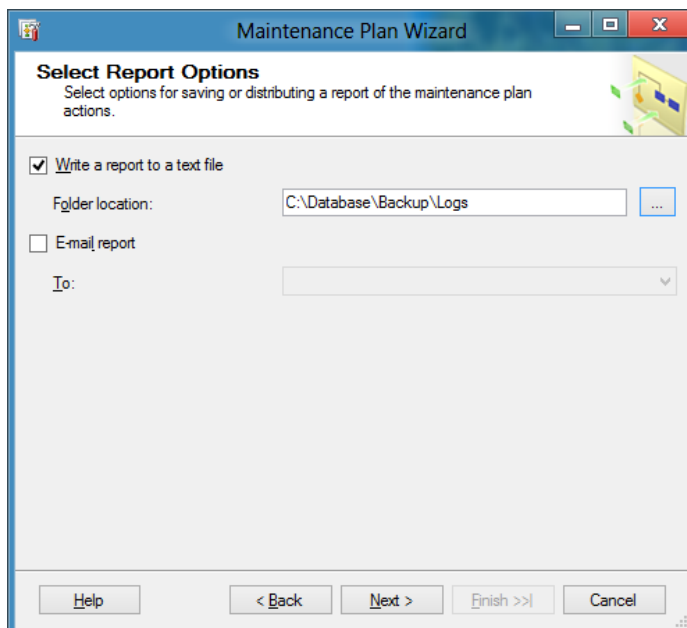 Maintenance Plan Wizard
Select Report Options
Select options for saving or distributing a report of the maintenance plan
actions.
Write a report to a text file
Folder location: C:\Database\Backup\Logs ...
E-mail report
To:
Help < Back Next > Finish >>| Cancel